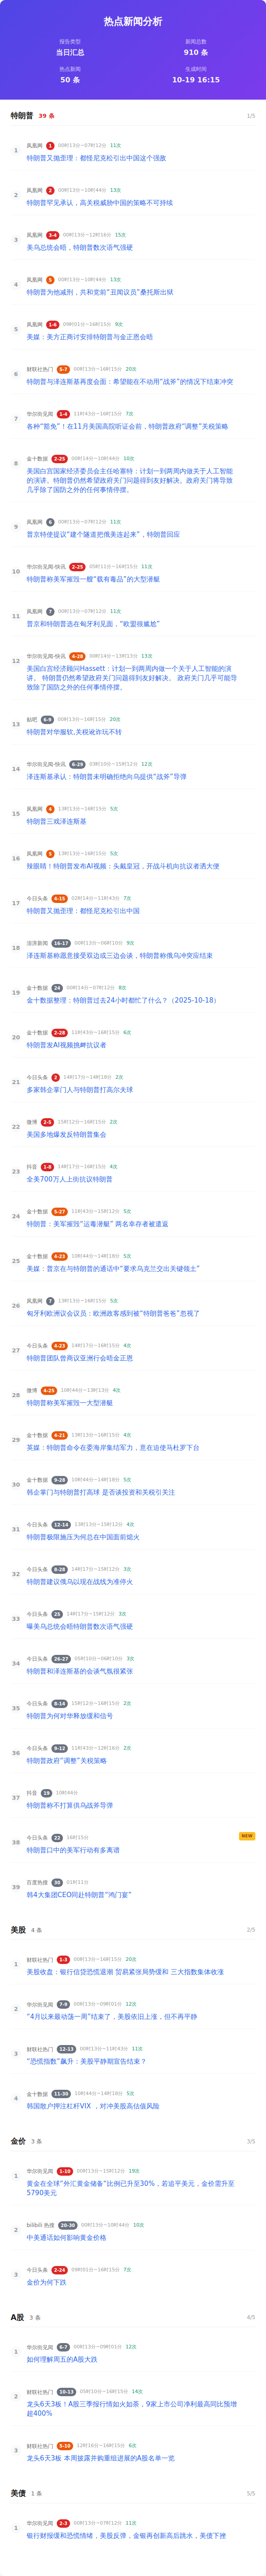 热点新闻分析
报告类型
新闻总数
当日汇总
910 条
热点新闻
生成时间
50 条
10-19 16:15
特朗普 39 条 1/5
1 凤凰网 1 00时13分~07时12分 11次
特朗普又抛歪理：都怪尼克松引出中国这个强敌
2 凤凰网 2 00时13分~10时44分 13次
特朗普罕见承认，高关税威胁中国的策略不可持续
3 凤凰网 3-4 00时13分~12时16分 15次
美乌总统会晤，特朗普数次语气强硬
4 凤凰网 5 00时13分~10时44分 13次
特朗普为他减刑，共和党前“丑闻议员”桑托斯出狱
5 凤凰网 1-6 00时01分~16时15分 9次
美媒：美方正商讨安排特朗普与金正恩会晤
6 财联社热门 5-7 00时13分~16时15分 20次
特朗普与泽连斯基再度会面：希望能在不动用“战斧”的情况下结束冲突
7 华尔街见闻 1-4 11时43分~16时15分 7次
各种“豁免”！在11月美国高院听证会前，特朗普政府“调整”关税策略
8 金十数据 2-25 00时14分~10时44分 10次
美国白宫国家经济委员会主任哈塞特：计划一到两周内做关于人工智能
的演讲。特朗普仍然希望政府关门问题得到友好解决。政府关门将导致
几乎除了国防之外的任何事情停摆。
9 凤凰网 6 00时13分~07时12分 11次
普京特使提议“建个隧道把俄美连起来”，特朗普回应
10 华尔街见闻-快讯 2-25 05时11分~16时15分 11次
特朗普称美军摧毁一艘“载有毒品”的大型潜艇
11 凤凰网 7 00时13分~07时12分 11次
普京和特朗普选在匈牙利见面，“欧盟很尴尬”
12 华尔街见闻-快讯 4-28 00时14分~13时13分 13次
美国白宫经济顾问Hassett：计划一到两周内做一个关于人工智能的演
讲。 特朗普仍然希望政府关门问题得到友好解决。 政府关门几乎可能导
致除了国防之外的任何事情停摆。
13 贴吧 6-9 00时13分~16时15分 20次
特朗普对华服软,关税讹诈玩不转
14 华尔街见闻-快讯 6-29 03时10分~15时12分 12次
泽连斯基承认：特朗普未明确拒绝向乌提供“战斧”导弹
15 凤凰网 4 13时13分~16时15分 5次
特朗普三戏泽连斯基
16 凤凰网 5 13时13分~16时15分 5次
辣眼睛！特朗普发布AI视频：头戴皇冠，开战斗机向抗议者洒大便
17 今日头条 4-15 02时14分~11时43分 7次
特朗普又抛歪理：都怪尼克松引出中国
18 澎湃新闻 16-17 00时13分~06时10分 9次
泽连斯基称愿意接受双边或三边会谈，特朗普称俄乌冲突应结束
19 金十数据 24 00时14分~07时12分 8次
金十数据整理：特朗普过去24小时都忙了什么？（2025-10-18）
20 金十数据 2-28 11时43分~16时15分 6次
特朗普发AI视频挑衅抗议者
21 今日头条 2 14时17分~14时18分 2次
多家韩企掌门人与特朗普打高尔夫球
22 微博 2-5 15时12分~16时15分 2次
美国多地爆发反特朗普集会
23 抖音 1-8 14时17分~16时15分 4次
全美700万人上街抗议特朗普
24 金十数据 5-27 11时43分~15时12分 5次
特朗普：美军摧毁“运毒潜艇” 两名幸存者被遣返
25 金十数据 4-23 10时44分~14时18分 5次
美媒：普京在与特朗普的通话中“要求乌克兰交出关键领土”
26 凤凰网 7 13时13分~16时15分 5次
匈牙利欧洲议会议员：欧洲政客感到被“特朗普爸爸”忽视了
27 今日头条 4-23 14时17分~16时15分 4次
特朗普团队曾商议亚洲行会晤金正恩
28 微博 4-25 10时44分~13时13分 4次
特朗普称美军摧毁一大型潜艇
29 金十数据 4-21 13时13分~16时15分 4次
英媒：特朗普命令在委海岸集结军力，意在迫使马杜罗下台
30 金十数据 9-28 10时44分~14时18分 5次
韩企掌门与特朗普打高球 是否谈投资和关税引关注
31 今日头条 12-14 13时13分~15时12分 4次
特朗普极限施压为何总在中国面前熄火
32 今日头条 8-28 14时17分~15时12分 3次
特朗普建议俄乌以现在战线为准停火
33 今日头条 25 14时17分~15时12分 3次
曝美乌总统会晤特朗普数次语气强硬
34 今日头条 26-27 05时10分~06时10分 3次
特朗普和泽连斯基的会谈气氛很紧张
35 今日头条 8-14 15时12分~16时15分 2次
特朗普为何对华释放缓和信号
36 今日头条 9-12 11时43分~12时16分 2次
特朗普政府“调整”关税策略
37 抖音 19 10时44分
特朗普称不打算供乌战斧导弹
38 今日头条 22 16时15分 NEW
特朗普口中的美军行动有多离谱
39 百度热搜 30 01时11分
韩4大集团CEO同赴特朗普“鸿门宴”
美股 4 条 2/5
1 财联社热门 1-3 00时13分~16时15分 20次
美股收盘：银行信贷恐慌退潮 贸易紧张局势缓和 三大指数集体收涨
2 华尔街见闻 7-9 00时13分~09时01分 12次
“4月以来最动荡一周”结束了，美股依旧上涨，但不再平静
3 财联社热门 12-13 00时13分~11时43分 11次
“恐慌指数”飙升：美股平静期宣告结束？
4 金十数据 11-30 10时44分~14时18分 5次
韩国散户押注杠杆VIX ，对冲美股高估值风险
金价 3 条 3/5
1 华尔街见闻 1-10 00时13分~15时12分 19次
黄金在全球“外汇黄金储备”比例已升至30%，若追平美元，金价需升至
5790美元
2 bilibili 热搜 20-30 00时13分~10时44分 10次
中美通话如何影响黄金价格
3 今日头条 2-24 09时01分~16时15分 7次
金价为何下跌
A股 3 条 4/5
1 华尔街见闻 6-7 00时13分~09时01分 12次
如何理解周五的A股大跌
2 财联社热门 10-13 05时10分~16时15分 14次
龙头6天3板！A股三季报行情如火如荼，9家上市公司净利最高同比预增
超400%
3 财联社热门 5-10 12时16分~16时15分 6次
龙头6天3板 本周披露并购重组进展的A股名单一览
美债 1 条 5/5
1 华尔街见闻 2-3 00时13分~07时12分 11次
银行财报缓和恐慌情绪，美股反弹，金银再创新高后跳水，美债下挫